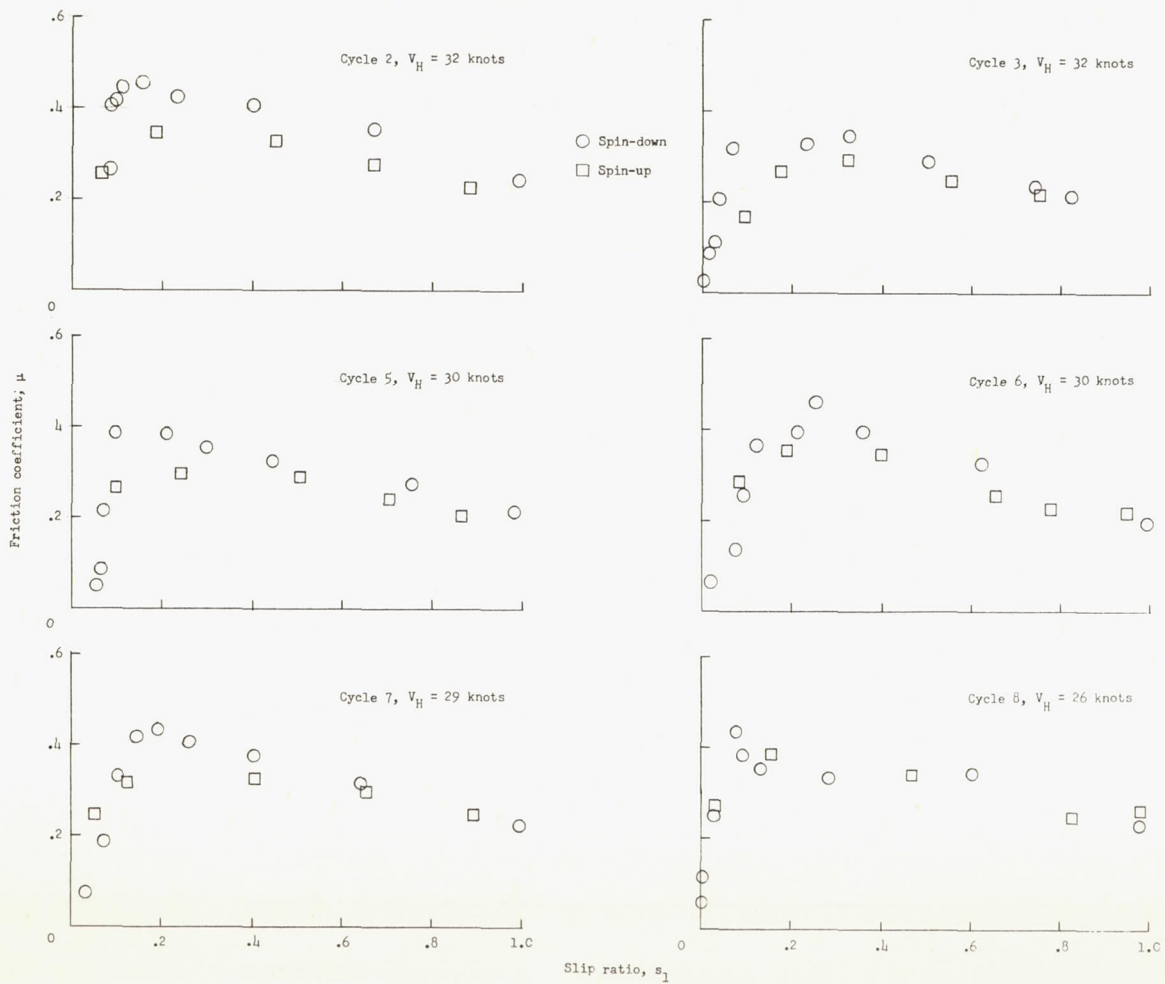 .6
Cycle 2, V_H = 32 knots
Cycle 3, V_H = 32 knots
.4
Spin-down
Spin-up
.2
0
.6
Cycle 5, V_H = 30 knots
Cycle 6, V_H = 30 knots
Friction coefficient, μ
.4
.2
0
.6
Cycle 7, V_H = 29 knots
Cycle 8, V_H = 26 knots
.4
.2
0 .2 .4 .6 .8 1.0
0 .2 .4 .6 .8 1.0
Slip ratio, s_1